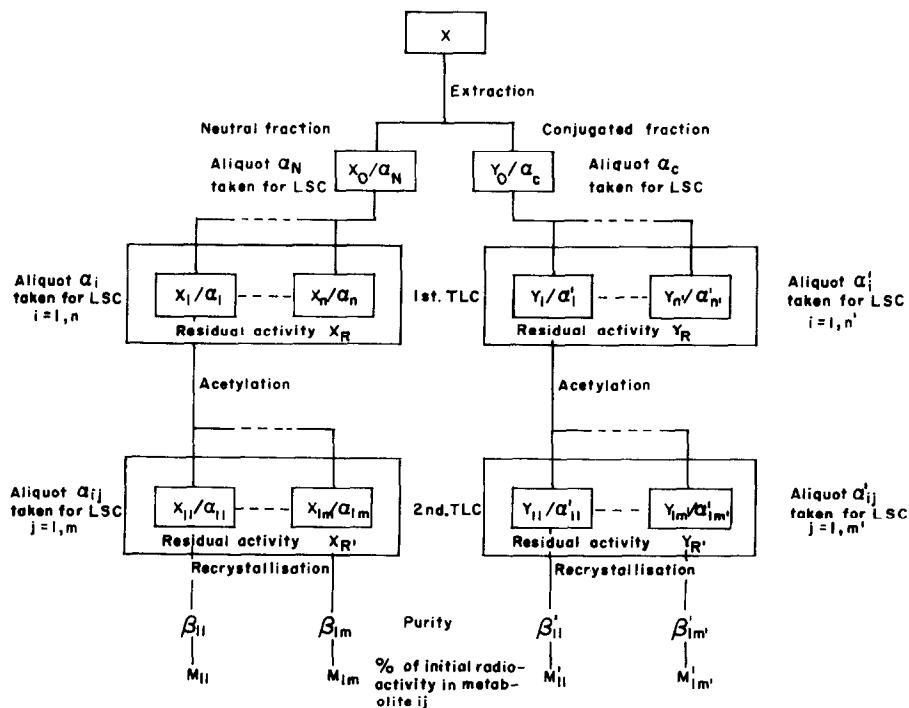 X
Extraction
Neutral fraction
Conjugated fraction
Aliquot α_N
taken for LSC
X_O/α_N
Y_O/α_c
Aliquot α_c
taken for LSC
Aliquot α_i
taken for LSC
i = 1, n
X_1/α_1
X_n/α_n
1st. TLC
Y_1/α'_1
Y_n'/α'_n'
Aliquot α'_i
taken for LSC
i = 1, n'
Residual activity X_R
Residual activity Y_R
Acetylation
Acetylation
Aliquot α_ij
taken for LSC
j = 1, m
X_11/α_11
X_1m/α_1m
2nd. TLC
Y_11/α'_11
Y_1m'/α'_1m'
Aliquot α'_ij
taken for LSC
j = 1, m'
Residual activity X_R'
Residual activity Y_R'
Recrystallisation
Recrystallisation
β_11
β_1m
Purity
β'_11
β'_1m'
M_11
M_1m
% of initial radio-
activity in metab-
olite ij
M'_11
M'_1m'